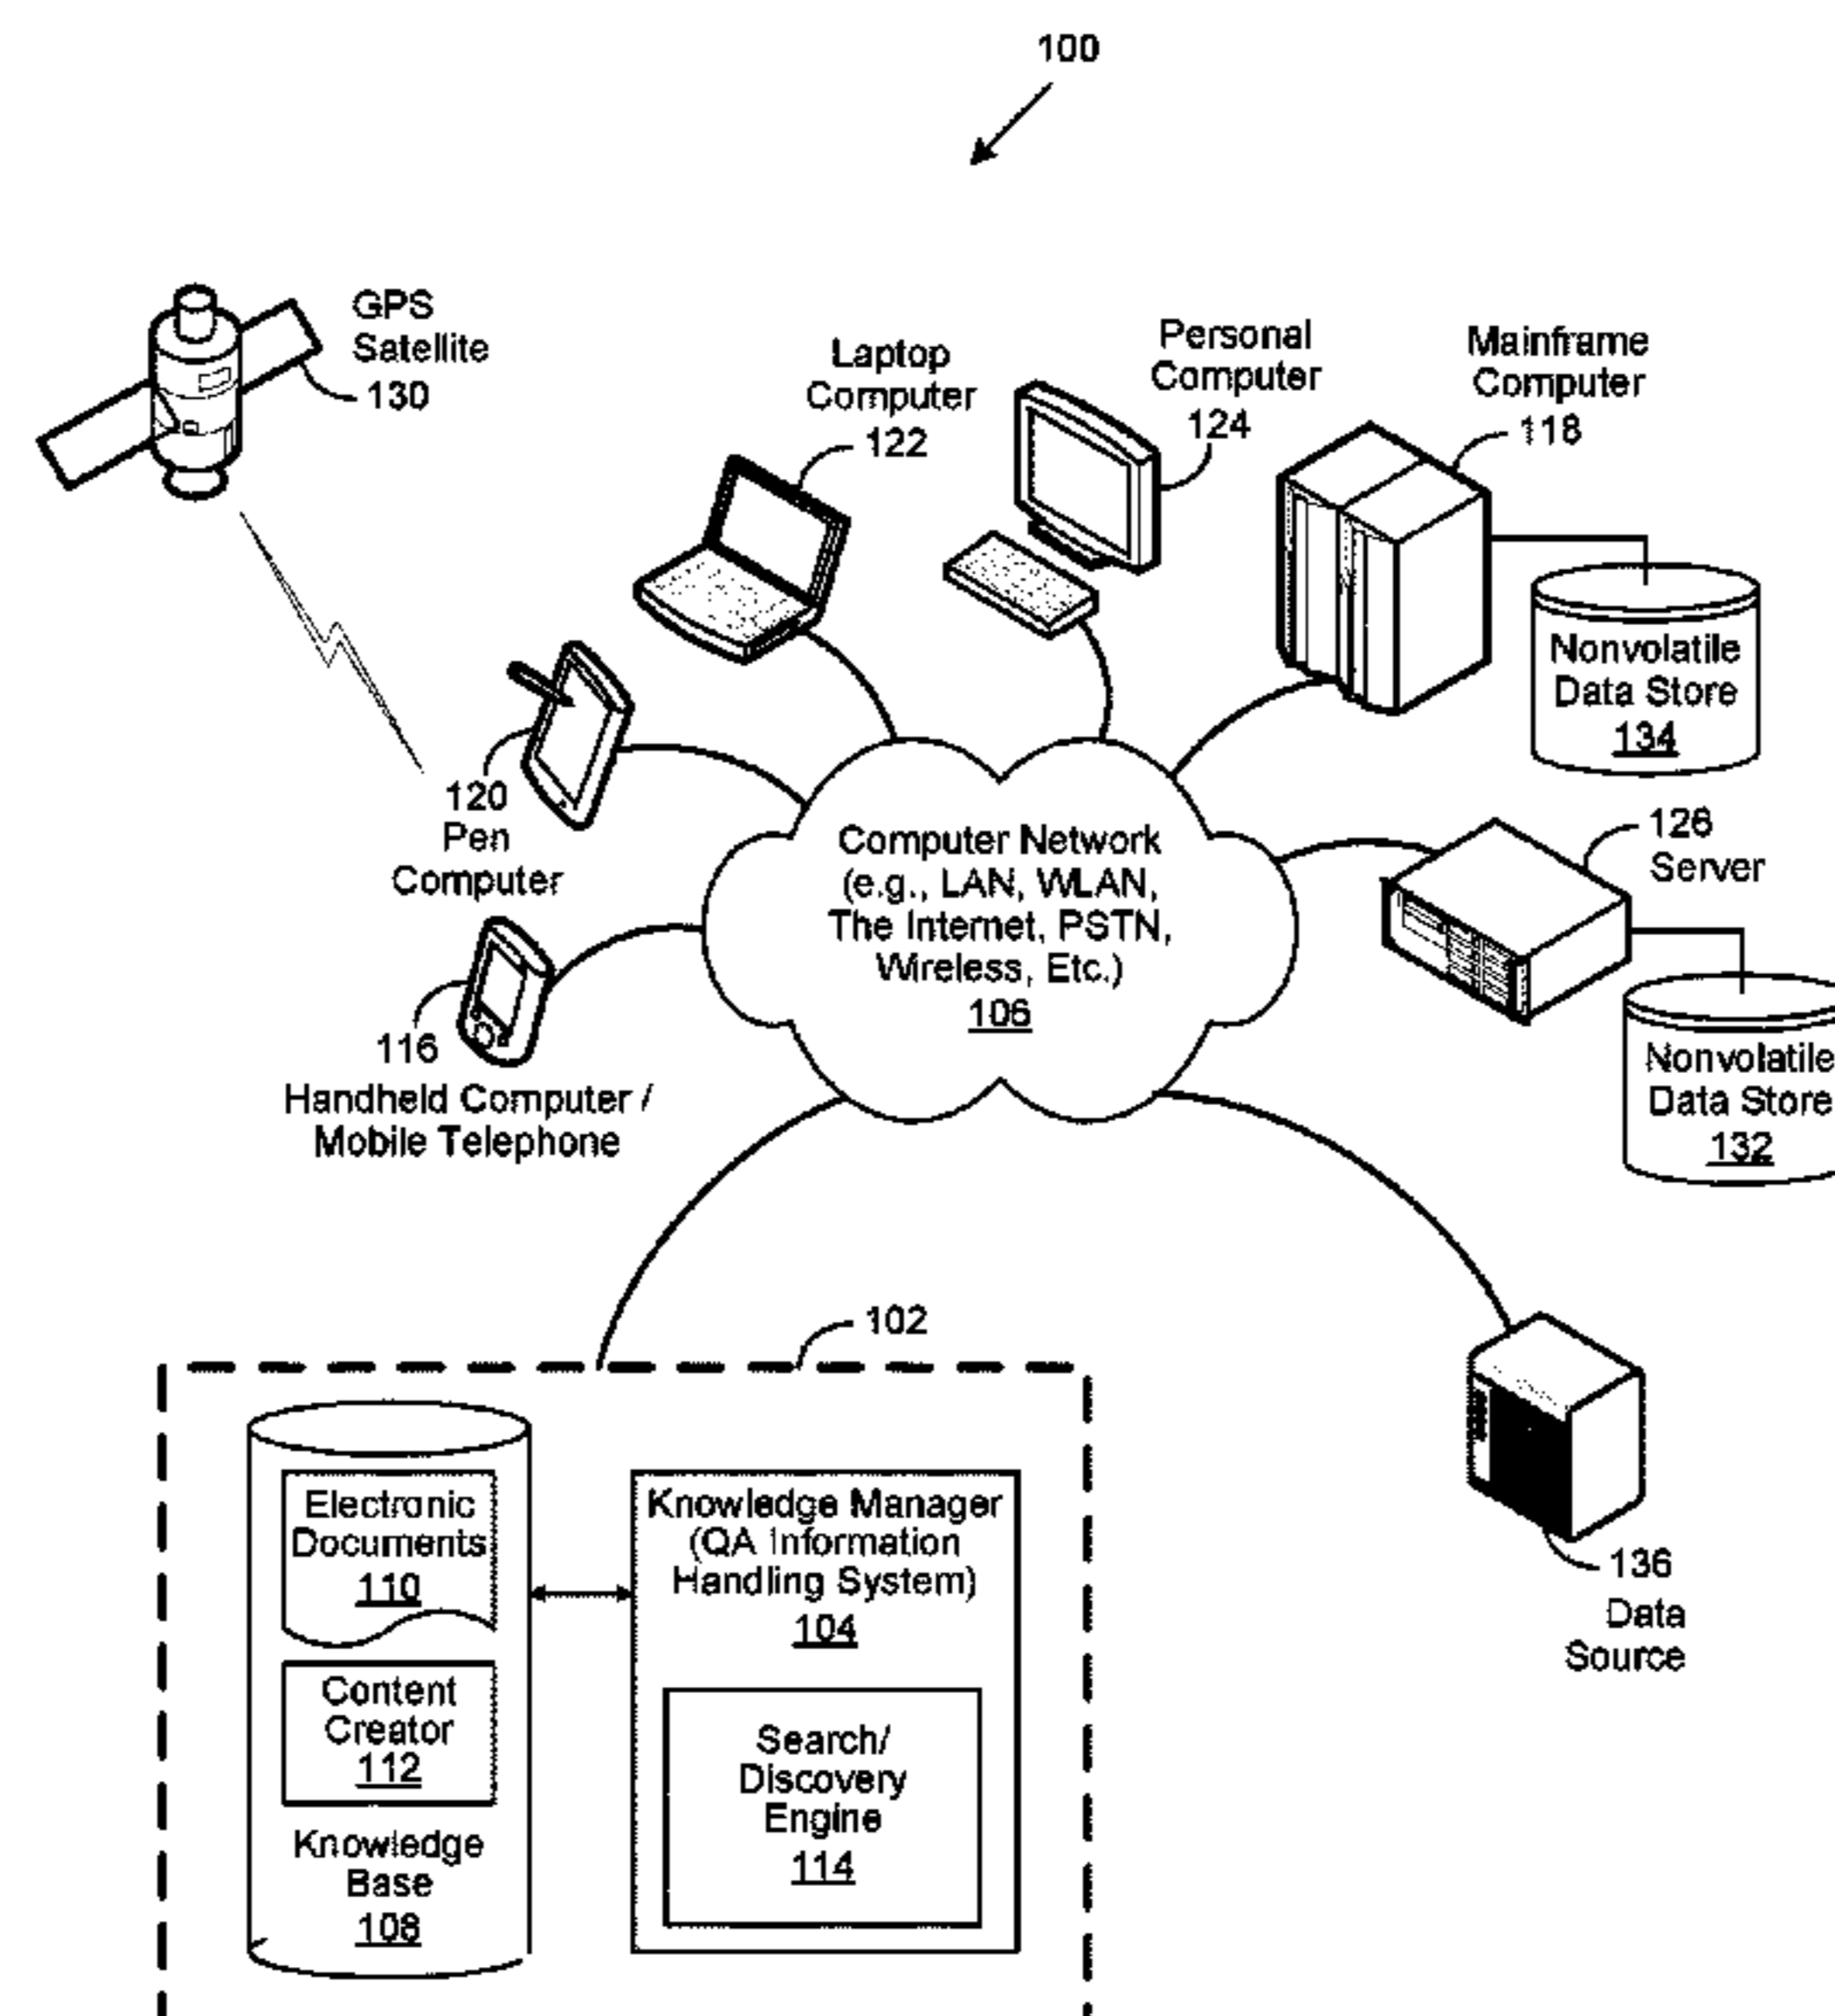 100
GPS
Satellite
130
Laptop
Computer
122
Personal
Computer
124
Mainframe
Computer
118
Nonvolatile
Data Store
134
120
Pen
Computer
Computer Network
(e.g., LAN, WLAN,
The Internet, PSTN,
Wireless, Etc.)
106
126
Server
Nonvolatile
Data Store
132
116
Handheld Computer /
Mobile Telephone
102
Electronic
Documents
110
Content
Creator
112
Knowledge
Base
108
Knowledge Manager
(QA Information
Handling System)
104
Search/
Discovery
Engine
114
136
Data
Source